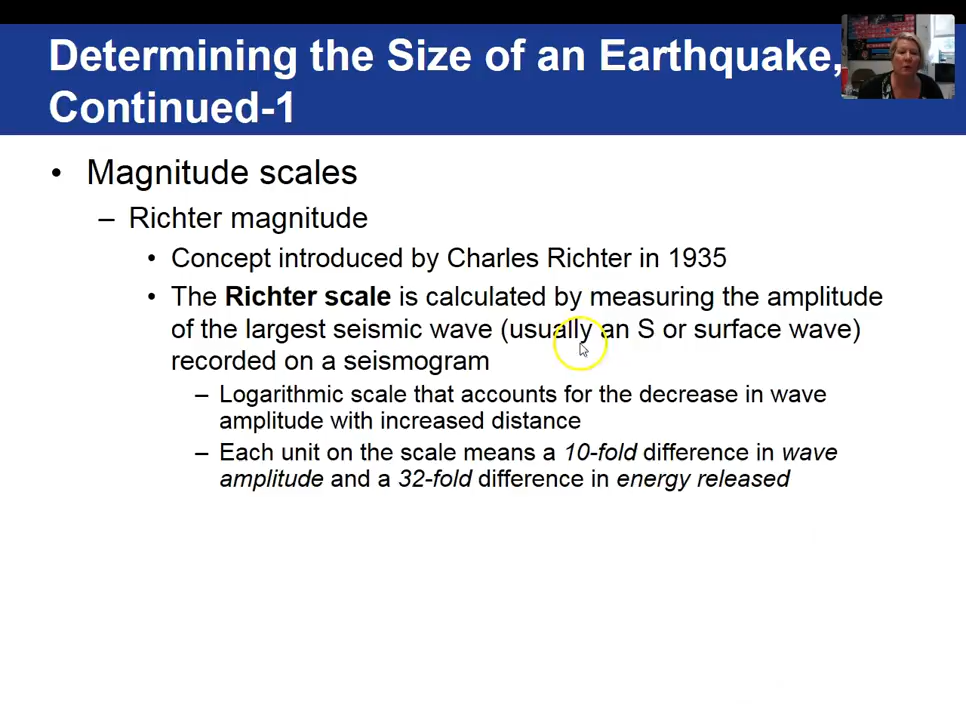 Determining the Size of an Earthquake,
Continued-1
• Magnitude scales
– Richter magnitude
• Concept introduced by Charles Richter in 1935
• The Richter scale is calculated by measuring the amplitude
of the largest seismic wave (usually an S or surface wave)
recorded on a seismogram
– Logarithmic scale that accounts for the decrease in wave
amplitude with increased distance
– Each unit on the scale means a 10-fold difference in wave
amplitude and a 32-fold difference in energy released